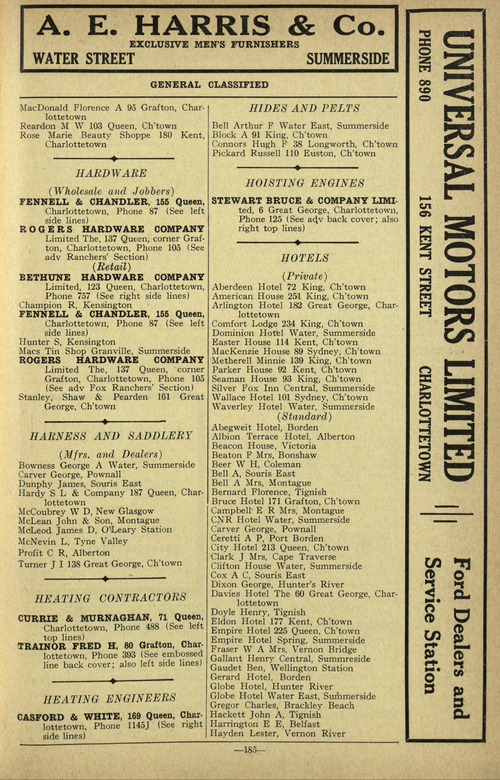 A. E. HARRIS & Co.
EXCLUSIVE MEN'S FURNISHERS
WATER STREET SUMMERSIDE
GENERAL CLASSIFIED
MacDonald Florence A 95 Grafton, Char-
lottetown
Reardon M W 103 Queen, Ch'town
Rose Marie Beauty Shoppe 180 Kent,
Charlottetown
HARDWARE
(Wholesale and Jobbers)
FENNELL & CHANDLER, 155 Queen,
Charlottetown, Phone 87 (See left
side lines)
ROGERS HARDWARE COMPANY
Limited The, 137 Queen, corner Graf-
ton, Charlottetown, Phone 105 (See
adv Ranchers' Section)
(Retail)
BETHUNE HARDWARE COMPANY
Limited, 123 Queen, Charlottetown,
Phone 757 (See right side lines)
Champion R, Kensington
FENNELL & CHANDLER, 155 Queen,
Charlottetown, Phone 87 (See left
side lines)
Hunter S, Kensington
Macs Tin Shop Granville, Summerside
ROGERS HARDWARE COMPANY
Limited The, 137 Queen corner
Grafton, Charlottetown, Phone 105
(See adv Fox Ranchers' Section)
Stanley, Shaw & Pearden 161 Great
George, Ch'town
HARNESS AND SADDLERY
(Mfrs. and Dealers)
Bowness George A Water, Summerside
Carver George, Pownall
Dunphy James, Souris East
Hardy S L & Company 187 Queen, Char-
lottetown
McCoubrey W D, New Glasgow
McLean John & Son, Montague
McLeod James D, O'Leary Station
McNevin L, Tyne Valley
Profit C R, Alberton
Turner J I 138 Great George, Ch'town
HEATING CONTRACTORS
CURRIE & MURNAGHAN, 71 Queen,
Charlottetown, Phone 488 (See left
top lines)
TRAINOR FRED H, 80 Grafton, Char-
lottetown, Phone 393 (See embossed
line back cover; also left side lines)
HEATING ENGINEERS
CASFORD & WHITE, 169 Queen, Char-
lottetown, Phone 1145J (See right
side lines)
HIDES AND PELTS
Bell Arthur F Water East, Summerside
Block A 91 King, Ch'town
Connors Hugh F 38 Longworth, Ch'town
Pickard Russell 110 Euston, Ch'town
HOISTING ENGINES
STEWART BRUCE & COMPANY LIMI-
ted, 6 Great George, Charlottetown,
Phone 125 (See adv back cover; also
right top lines)
HOTELS
(Private)
Aberdeen Hotel 72 King, Ch'town
American House 251 King, Ch'town
Arlington Hotel 182 Great George, Char-
lottetown
Comfort Lodge 234 King, Ch'town
Dominion Hotel Water, Summerside
Easter House 114 Kent, Ch'town
MacKenzie House 89 Sydney, Ch'town
Metherell Minnie 139 King, Ch'town
Parker House 92 Kent, Ch'town
Seaman House 93 King, Ch'town
Silver Fox Inn Central, Summerside
Wallace Hotel 101 Sydney, Ch'town
Waverley Hotel Water, Summerside
(Standard)
Abegweit Hotel, Borden
Albion Terrace Hotel, Alberton
Beacon House, Victoria
Beaton F Mrs, Bonshaw
Beer W H, Coleman
Bell A, Souris East
Bell A Mrs, Montague
Bernard Florence, Tignish
Bruce Hotel 171 Grafton, Ch'town
Campbell E R Mrs, Montague
CNR Hotel Water, Summerside
Carver George, Pownall
Ceretti A P, Port Borden
City Hotel 213 Queen, Ch'town
Clark J Mrs, Cape Traverse
Clifton House Water, Summerside
Cox A C, Souris East
Dixon George, Hunter's River
Davies Hotel The 60 Great George, Char-
lottetown
Doyle Henry, Tignish
Eldon Hotel 177 Kent, Ch'town
Empire Hotel 225 Queen, Ch'town
Empire Hotel Spring, Summerside
Fraser W A Mrs, Vernon Bridge
Gallant Henry Central, Summreside
Gaudet Ben, Wellington Station
Gerard Hotel, Borden
Globe Hotel, Hunter River
Globe Hotel Water East, Summerside
Gregor Charles, Brackley Beach
Hackett John A, Tignish
Harrington E E, Belfast
Hayden Lester, Vernon River
—185—
UNIVERSAL MOTORS LIMITED
PHONE 890 156 KENT STREET CHARLOTTETOWN
Ford Dealers and
Service Station